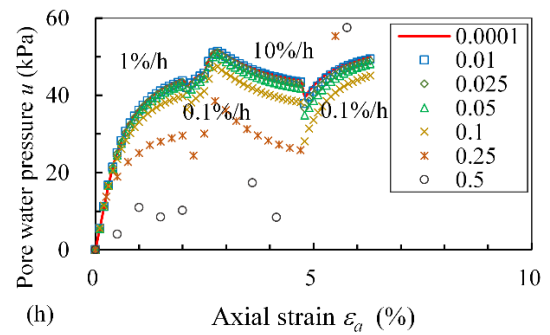 60
40
20
0
Pore water pressure u (kPa)
1%/h
10%/h
0.1%/h
0.1%/h
0.0001
0.01
0.025
0.05
0.1
0.25
0.5
0
5
10
(h)
Axial strain εa (%)